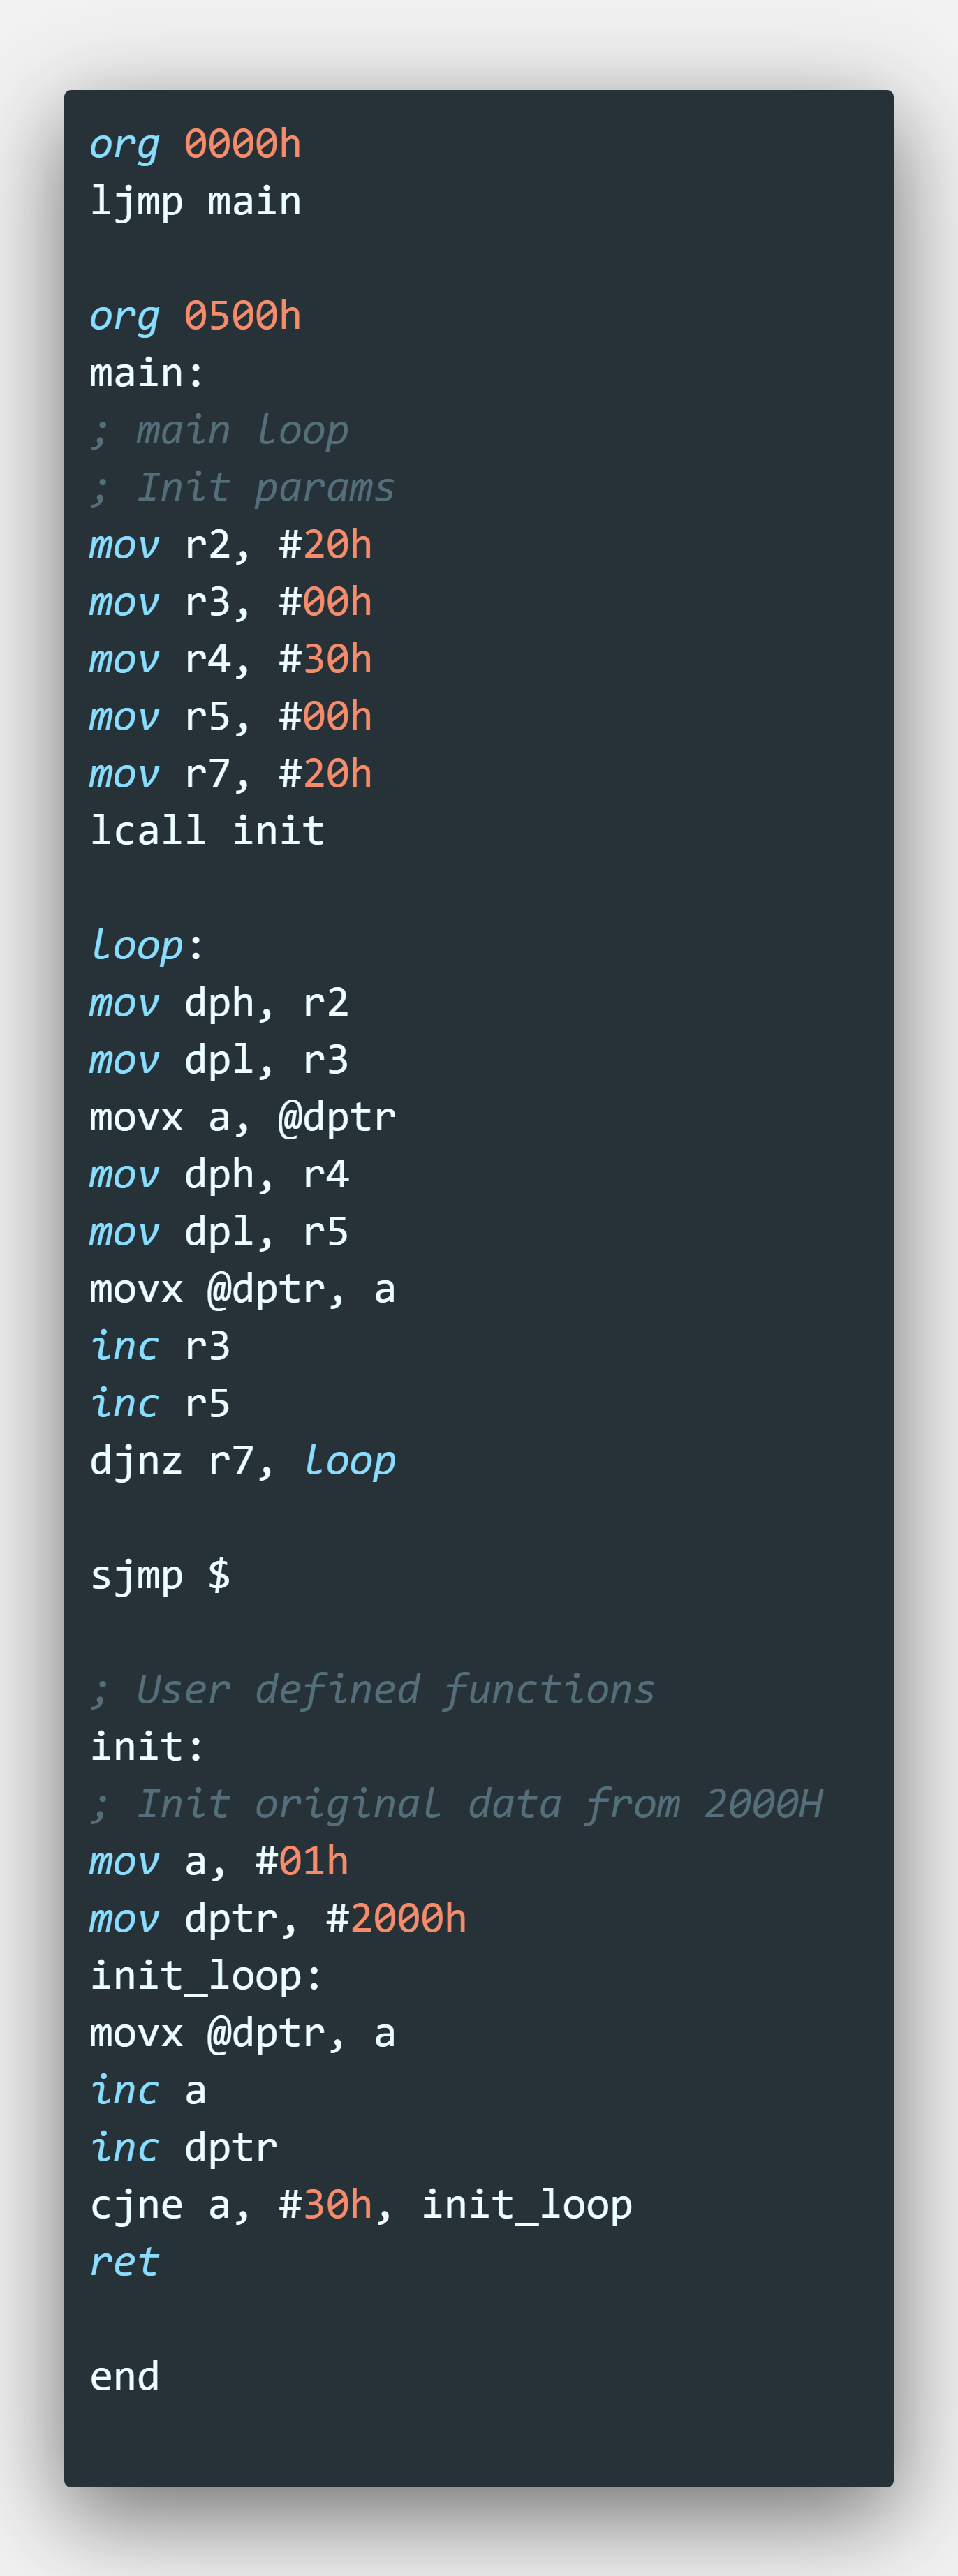 org 0000h
ljmp main
org 0500h
main:
; main loop
; Init params
mov r2, #20h
mov r3, #00h
mov r4, #30h
mov r5, #00h
mov r7, #20h
lcall init
loop:
mov dph, r2
mov dpl, r3
movx a, @dptr
mov dph, r4
mov dpl, r5
movx @dptr, a
inc r3
inc r5
djnz r7, loop
sjmp $
; User defined functions
init:
; Init original data from 2000H
mov a, #01h
mov dptr, #2000h
init_loop:
movx @dptr, a
inc a
inc dptr
cjne a, #30h, init_loop
ret
end